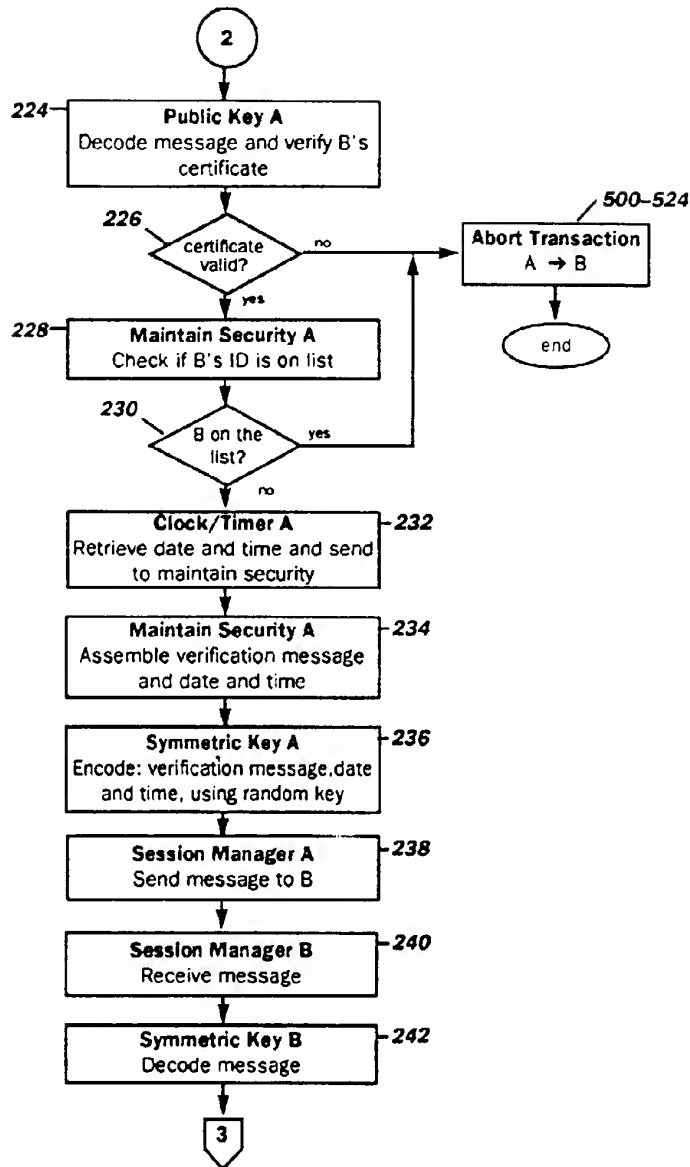 2
224
Public Key A
Decode message and verify B's
certificate
226
certificate
valid?
no
yes
500–524
Abort Transaction
A → B
end
228
Maintain Security A
Check if B's ID is on list
230
B on the
list?
yes
no
Clock/Timer A
Retrieve date and time and send
to maintain security
232
Maintain Security A
Assemble verification message
and date and time
234
Symmetric Key A
Encode: verification message,date
and time, using random key
236
Session Manager A
Send message to B
238
Session Manager B
Receive message
240
Symmetric Key B
Decode message
242
3